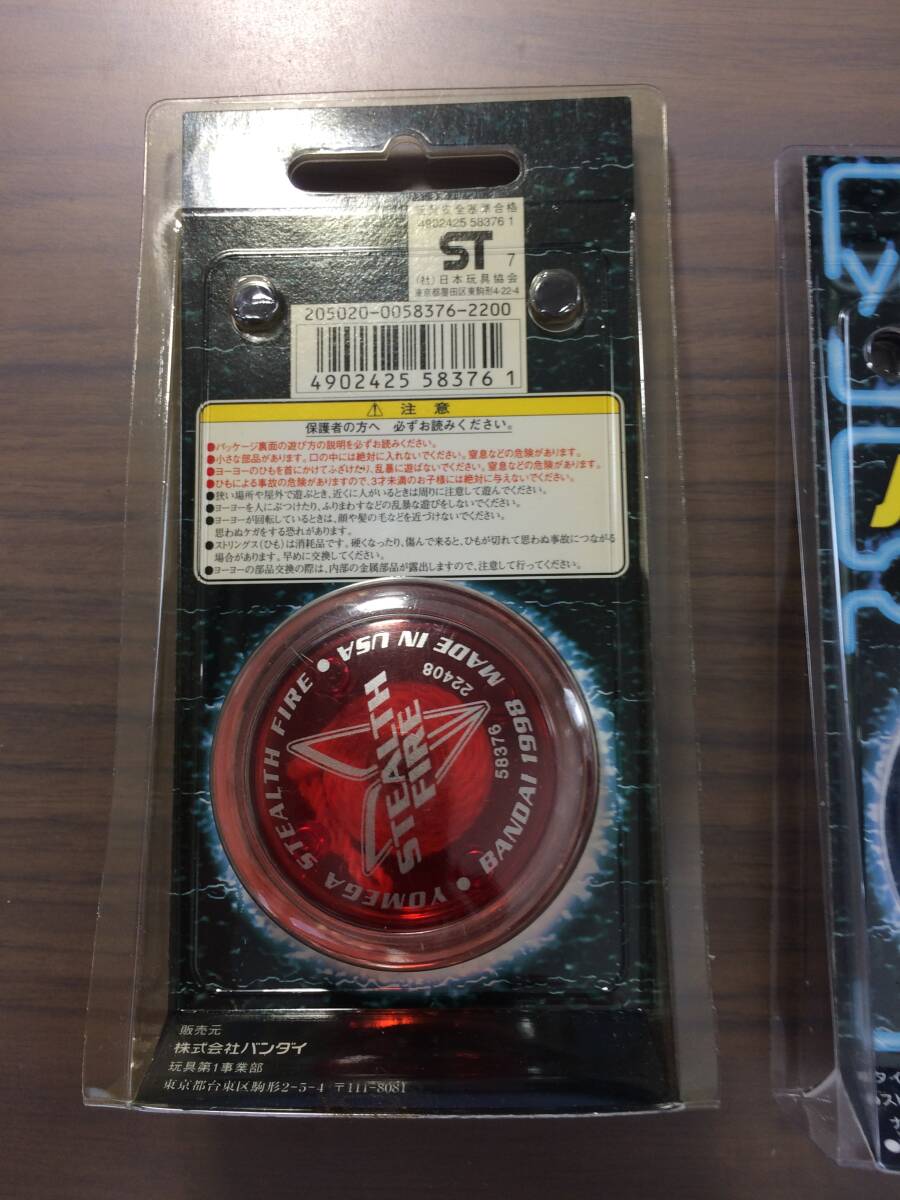 玩具安全基準合格
4902425 58376 1
ST 7
(社)日本玩具協会
東京都墨田区東駒形4-22-4
205020-0058376-2200
4902425 58376 1
⚠ 注意
保護者の方へ 必ずお読みください。
●パッケージ裏面の遊び方の説明を必ずお読みください。
●小さな部品があります。口の中には絶対に入れないでください。窒息などの危険があります。
●ヨーヨーのひもを首にかけてふざけたり、乱暴に遊ばないでください。窒息などの危険があります。
●ひもによる事故の危険がありますので、3才未満のお子様には絶対に与えないでください。
●狭い場所や屋外で遊ぶとき、近くに人がいるときは周りに注意して遊んでください。
●ヨーヨーを人にぶつけたり、ふりまわすなどの乱暴な遊びをしないでください。
●ヨーヨーが回転しているときは、顔や髪の毛などを近づけないでください。
思わぬケガをする恐れがあります。
●ストリングス(ひも)は消耗品です。硬くなったり、傷んで来ると、ひもが切れて思わぬ事故につながる
場合があります。早めに交換してください。
●ヨーヨーの部品交換の際は、内部の金属部品が露出しますので、注意して行ってください。
YOMEGA STEALTH FIRE • MADE IN USA
22408
STEALTH
FIRE
58376
• BANDAI 1998
販売元
株式会社バンダイ
玩具第1事業部
東京都台東区駒形2-5-4 〒111-8081